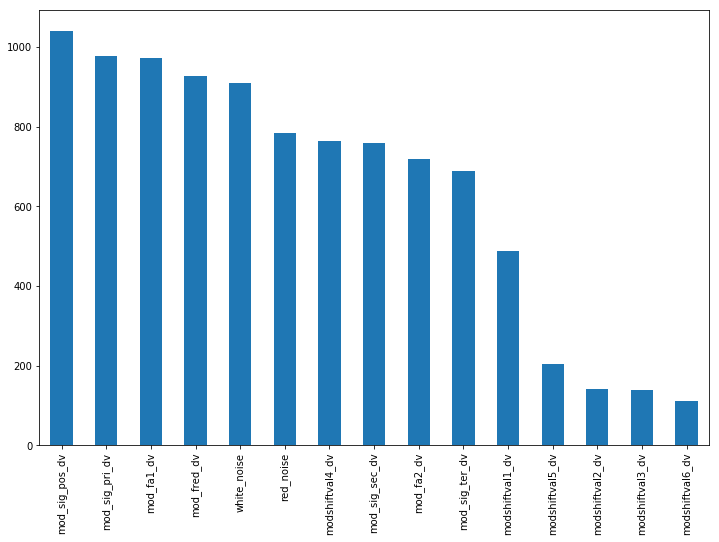 1000
800
600
400
200
0
mod_sig_pos_dv
mod_sig_pri_dv
mod_fa1_dv
mod_fred_dv
white_noise
red_noise
modshiftval4_dv
mod_sig_sec_dv
mod_fa2_dv
mod_sig_ter_dv
modshiftval1_dv
modshiftval5_dv
modshiftval2_dv
modshiftval3_dv
modshiftval6_dv